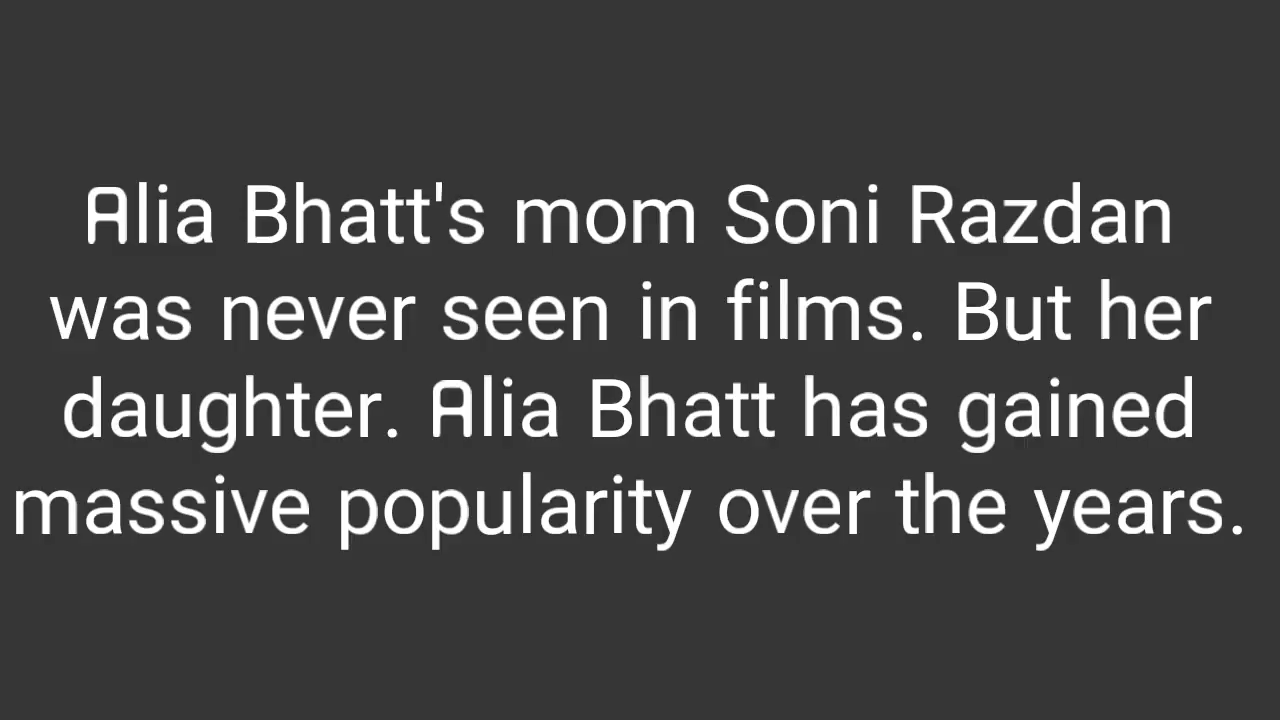 Alia Bhatt's mom Soni Razdan
was never seen in films. But her
daughter. Alia Bhatt has gained
massive popularity over the years.